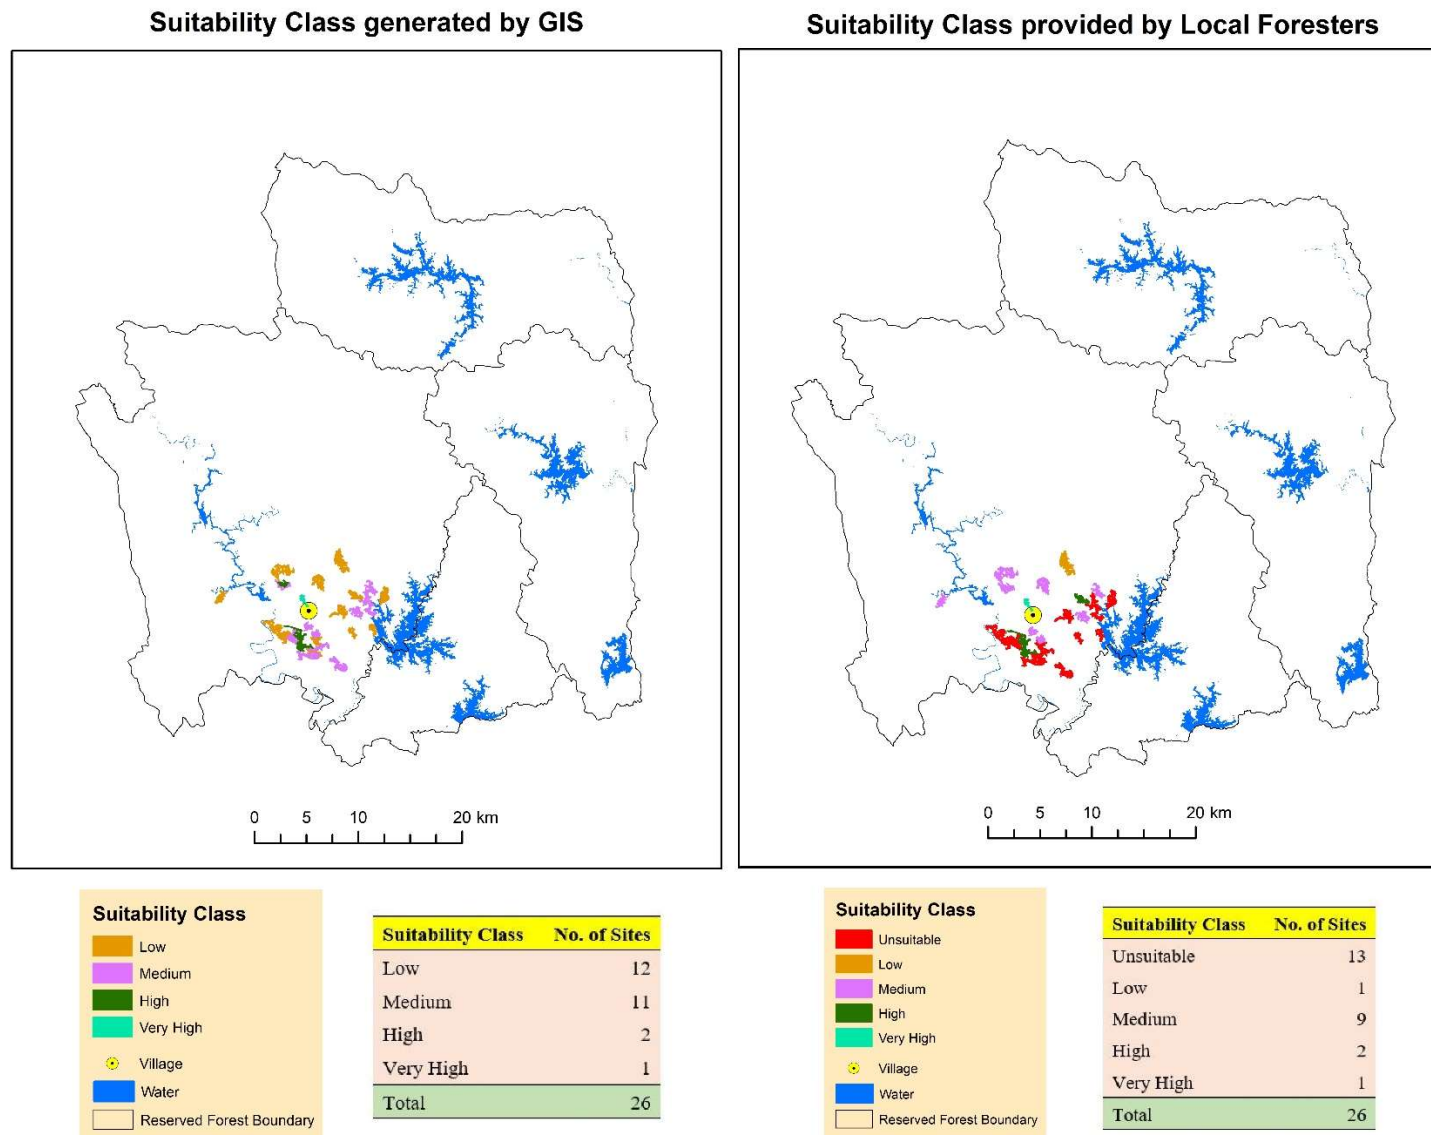 Suitability Class generated by GIS
0 5 10 20 km
Suitability Class
Low
Medium
High
Very High
Village
Water
Reserved Forest Boundary
Suitability Class No. of Sites
Low 12
Medium 11
High 2
Very High 1
Total 26
Suitability Class provided by Local Foresters
0 5 10 20 km
Suitability Class
Unsuitable
Low
Medium
High
Very High
Village
Water
Reserved Forest Boundary
Suitability Class No. of Sites
Unsuitable 13
Low 1
Medium 9
High 2
Very High 1
Total 26